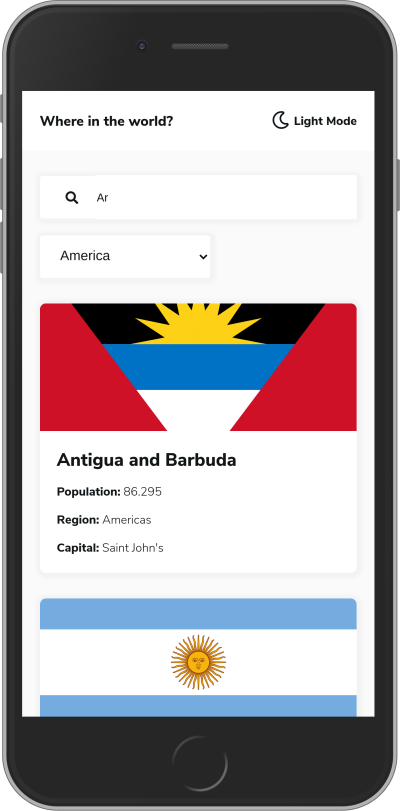 Where in the world?
Light Mode
Ar
America
Antigua and Barbuda
Population: 86.295
Region: Americas
Capital: Saint John's